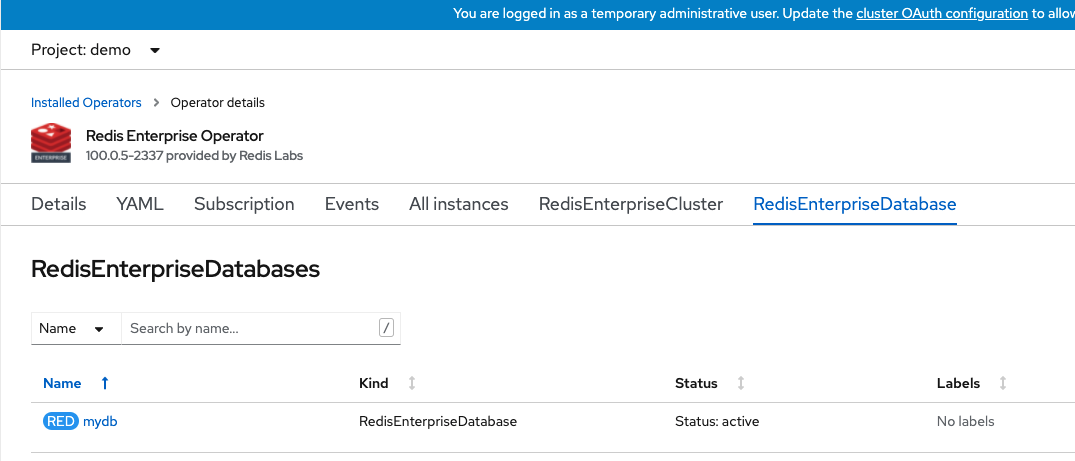 You are logged in as a temporary administrative user. Update the cluster OAuth configuration to allow
Project: demo
Installed Operators > Operator details
Redis Enterprise Operator
ENTERPRISE
100.0.5-2337 provided by Redis Labs
Details YAML Subscription Events All instances RedisEnterpriseCluster RedisEnterpriseDatabase
RedisEnterpriseDatabases
Name Search by name... /
Name Kind Status Labels
RED mydb RedisEnterpriseDatabase Status: active No labels